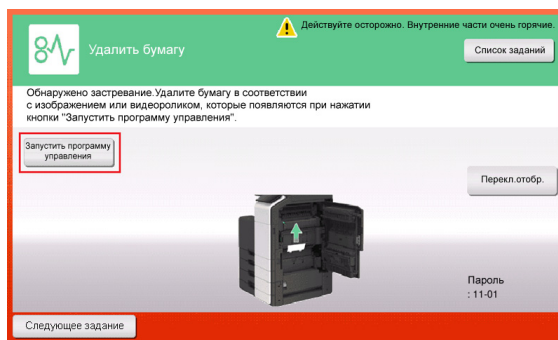 Действуйте осторожно. Внутренние части очень горячие.
Удалить бумагу
Список заданий
Обнаружено застревание.Удалите бумагу в соответствии
с изображением или видеороликом, которые появляются при нажатии
кнопки "Запустить программу управления".
Запустить программу
управления
Перекл.отобр.
Пароль
: 11-01
Следующее задание